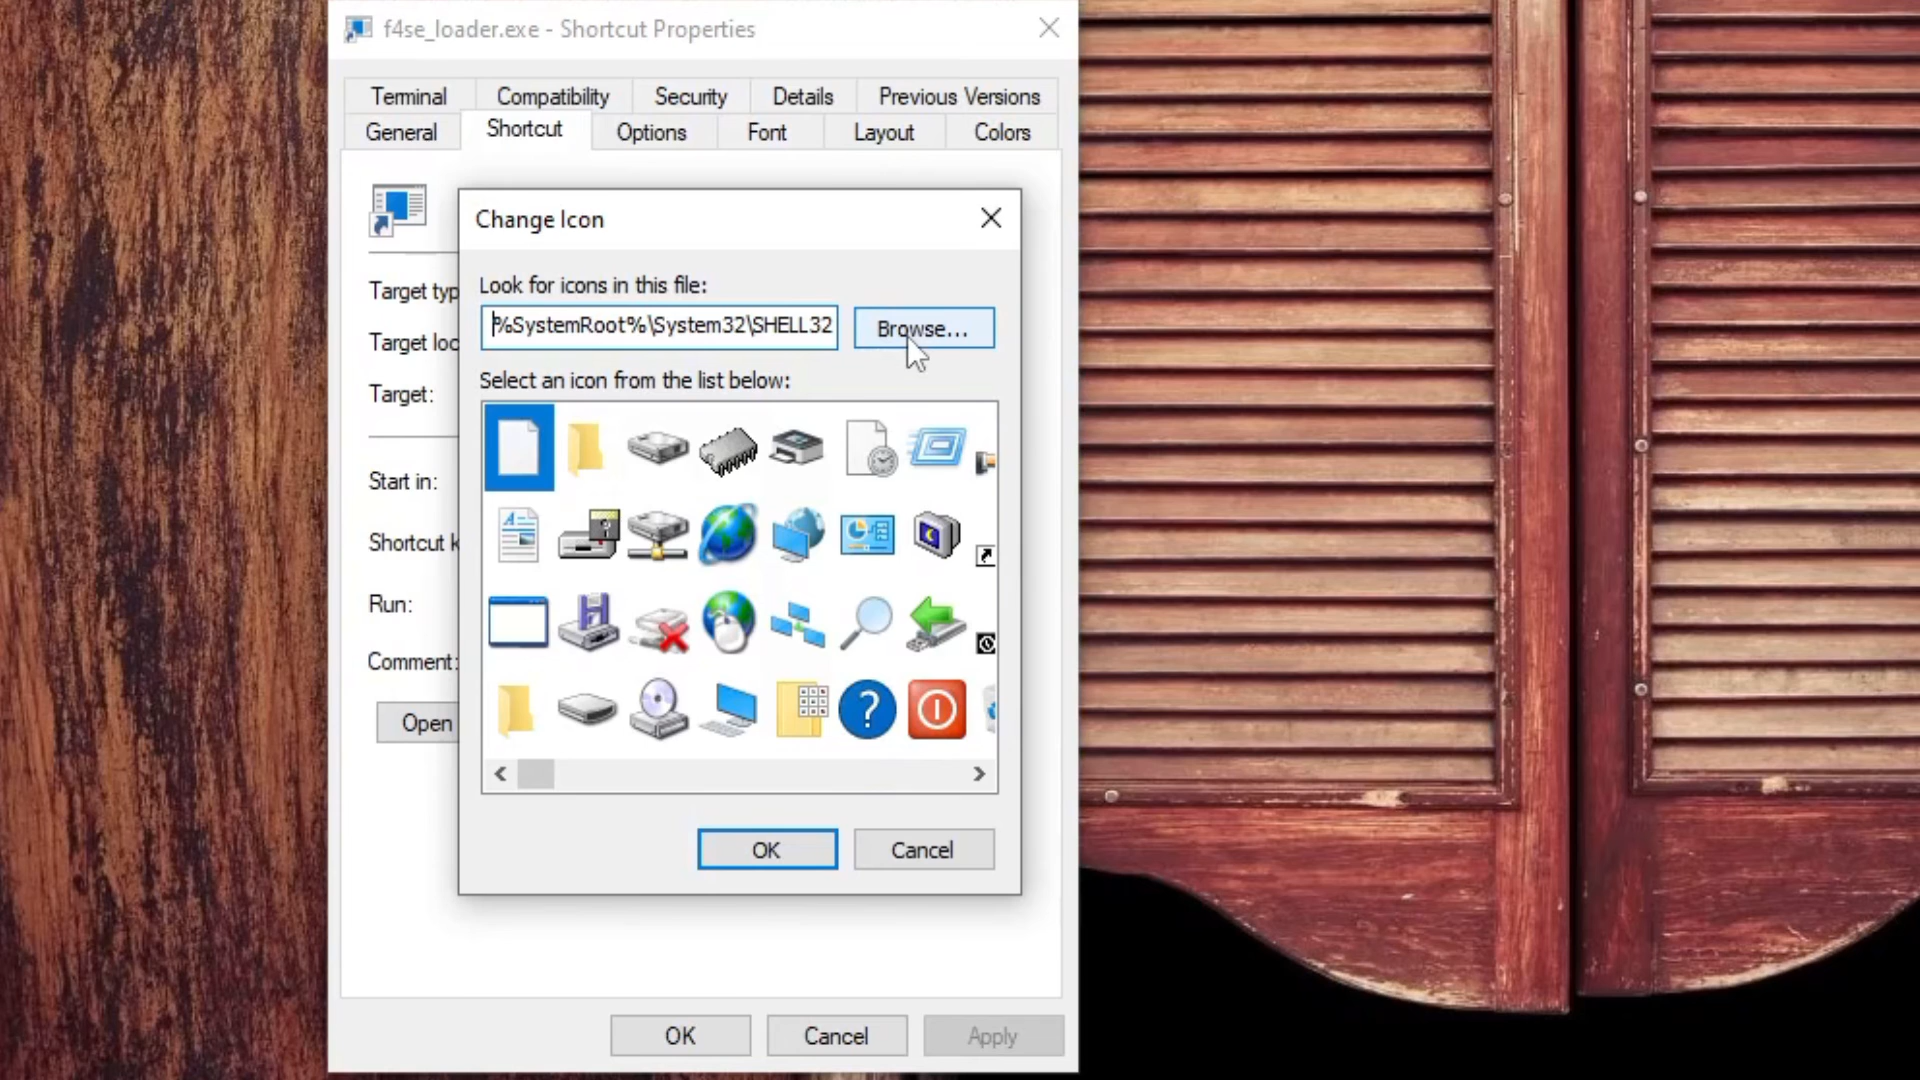 f4se_loader.exe - Shortcut Properties
Terminal Compatibility Security Details Previous Versions
General Shortcut Options Font Layout Colors
Change Icon
Look for icons in this file:
%SystemRoot%\System32\SHELL32
Browse...
Select an icon from the list below:
Target typ
Target loc
Target:
Start in:
Shortcut k
Run:
Comment:
Open
OK Cancel
OK Cancel Apply